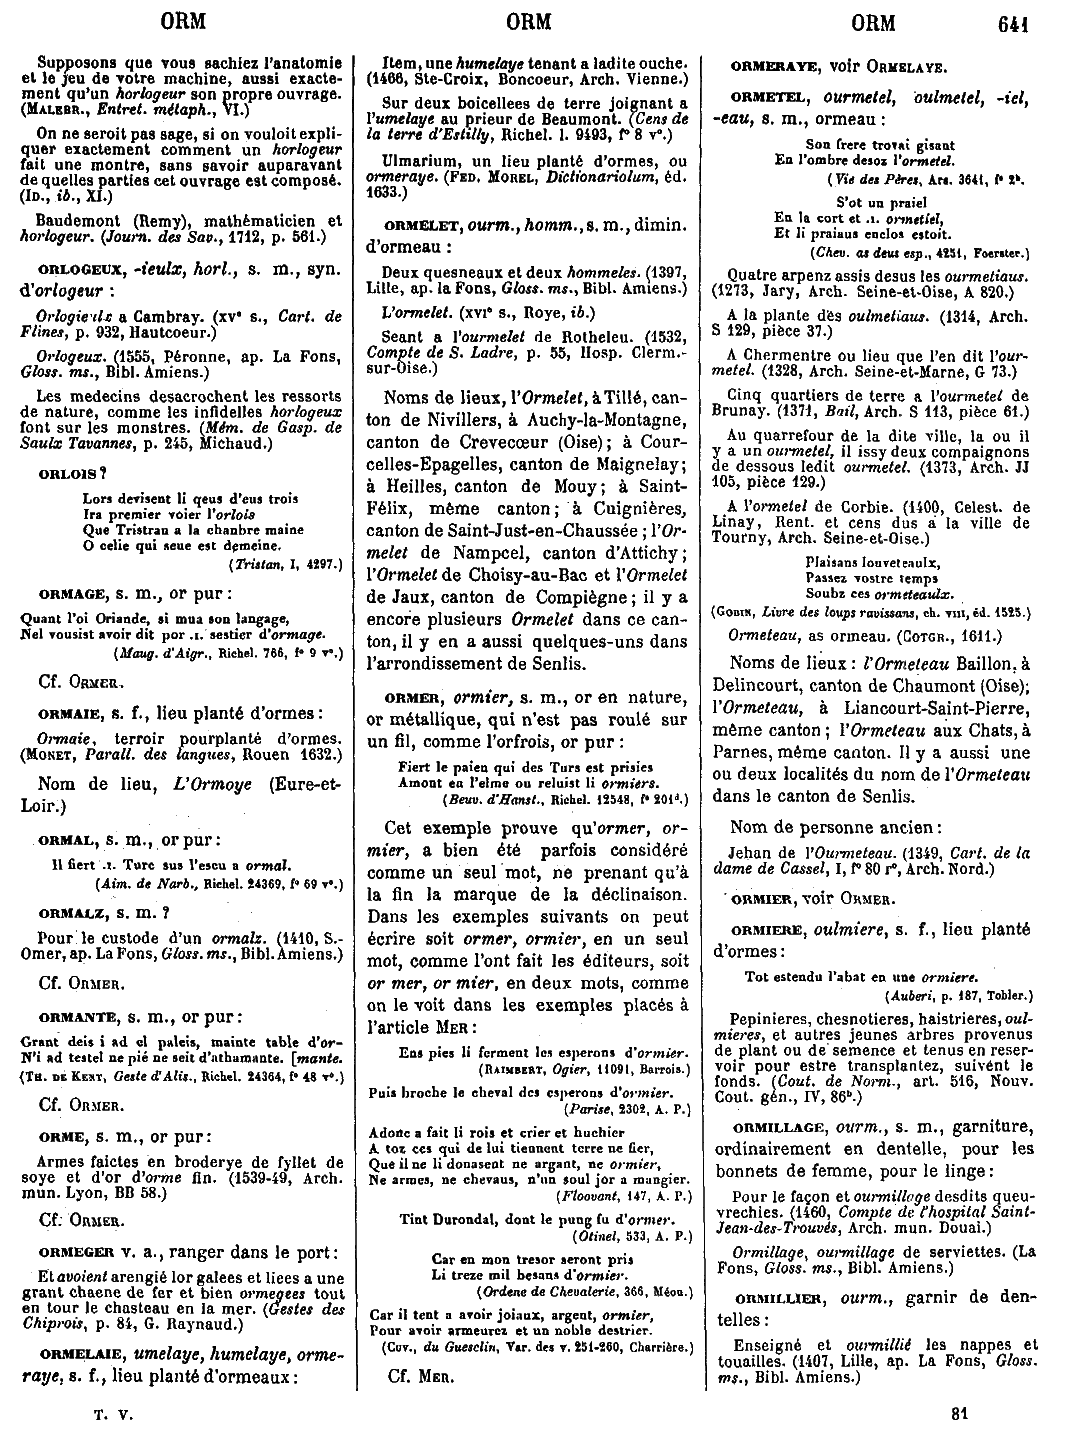 ORM
ORM
ORM
641
Supposons que vous sachiez l'anatomie
et le jeu de votre machine, aussi exacte-
ment qu'un horlogeur son propre ouvrage.
(MALEBR., Entret. métaph., VI.)
On ne seroit pas sage, si on vouloit expli-
quer exactement comment un horlogeur
fait une montre, sans savoir auparavant
de quelles parties cet ouvrage est composé.
(ID., ib., XI.)
Baudemont (Remy), mathématicien et
horlogeur. (Journ. des Sav., 1712, p. 561.)
ORLOGEUX, -ieulx, horl., s. m., syn.
d'orlogeur :
Orlogieulx a Cambray. (XVe s., Cart. de
Flines, p. 932, Hautcoeur.)
Orlogeux. (1555, Péronne, ap. La Fons,
Gloss. ms., Bibl. Amiens.)
Les medecins desacrochent les ressorts
de nature, comme les infidelles horlogeux
font sur les monstres. (Mém. de Gasp. de
Saulx Tavannes, p. 245, Michaud.)
ORLOIS ?
Lors devisent li qeus d'eus trois
Ira premier voier l'orlois
Que Tristran a la chanbre maine
O celie qui seue est demeine.
(Tristan, I, 4297.)
ORMAGE, s. m., or pur :
Quant l'oi Oriande, si mua son langage,
Nel vousist avoir dit por .I. sestier d'ormage.
(Maug. d'Aigr., Richel. 766, f° 9 v°.)
Cf. ORMER.
ORMAIE, s. f., lieu planté d'ormes :
Ormaie, terroir pourplanté d'ormes.
(MONET, Parall. des langues, Rouen 1632.)
Nom de lieu, L'Ormoye (Eure-et-
Loir.)
ORMAL, s. m., or pur :
Il fiert .I. Turc sus l'escu a ormal.
(Aim. de Narb., Richel. 24369, f° 69 v°.)
ORMALZ, s. m. ?
Pour le custode d'un ormalz. (1410, S.-
Omer, ap. La Fons, Gloss. ms., Bibl. Amiens.)
Cf. ORMER.
ORMANTE, s. m., or pur :
Grant deis i ad el paleis, mainte table d'or-
N'i ad testel ne pié ne seit d'athamante. [mante.
(TH. DE KENT, Geste d'Alis., Richel. 24364, f° 48 v°.)
Cf. ORMER.
ORME, s. m., or pur :
Armes faictes en broderye de fyllet de
soye et d'or d'orme fin. (1539-49, Arch.
mun. Lyon, BB 58.)
Cf. ORMER.
ORMEGER v. a., ranger dans le port :
Et avoient arengié lor galees et liees a une
grant chaene de fer et bien ormegees tout
en tour le chasteau en la mer. (Gestes des
Chiprois, p. 84, G. Raynaud.)
ORMELAIE, umelaye, humelaye, orme-
raye, s. f., lieu planté d'ormeaux :
Item, une humelaye tenant a ladite ouche.
(1466, Ste-Croix, Boncoeur, Arch. Vienne.)
Sur deux boicellees de terre joignant a
l'umelaye au prieur de Beaumont. (Cens de
la terre d'Estilly, Richel. l. 9493, f° 8 v°.)
Ulmarium, un lieu planté d'ormes, ou
ormeraye. (FED. MOREL, Dictionariolum, éd.
1633.)
ORMELET, ourm., homm., s. m., dimin.
d'ormeau :
Deux quesneaux et deux hommeles. (1397,
Lille, ap. la Fons, Gloss. ms., Bibl. Amiens.)
L'ormelet. (XVIe s., Roye, ib.)
Seant a l'ourmelet de Rotheleu. (1532,
Compte de S. Ladre, p. 55, Hosp. Clerm.-
sur-Oise.)
Noms de lieux, l'Ormelet, à Tillé, can-
ton de Nivillers, à Auchy-la-Montagne,
canton de Crevecœur (Oise) ; à Cour-
celles-Epagelles, canton de Maignelay ;
à Heilles, canton de Mouy ; à Saint-
Félix, même canton ; à Cuignières,
canton de Saint-Just-en-Chaussée ; l'Or-
melet de Nampcel, canton d'Attichy ;
l'Ormelet de Choisy-au-Bac et l'Ormelet
de Jaux, canton de Compiègne ; il y a
encore plusieurs Ormelet dans ce can-
ton, il y en a aussi quelques-uns dans
l'arrondissement de Senlis.
ORMER, ormier, s. m., or en nature,
or métallique, qui n'est pas roulé sur
un fil, comme l'orfrois, or pur :
Fiert le paien qui des Turs est prisies
Amont en l'elme ou reluist li ormiers.
(Beuv. d'Hanst., Richel. 12548, f° 201d.)
Cet exemple prouve qu'ormer, or-
mier, a bien été parfois considéré
comme un seul mot, ne prenant qu'à
la fin la marque de la déclinaison.
Dans les exemples suivants on peut
écrire soit ormer, ormier, en un seul
mot, comme l'ont fait les éditeurs, soit
or mer, or mier, en deux mots, comme
on le voit dans les exemples placés à
l'article MER :
Ens pies li ferment les esperons d'ormier.
(RAIMBERT, Ogier, 11091, Barrois.)
Puis broche le cheval des esperons d'ormier.
(Parise, 2302, A. P.)
Adonc a fait li rois et crier et huchier
A toz ces qui de lui tiennent terre ne fier,
Que il ne li donasent ne argant, ne ormier,
Ne armes, ne chevaus, n'un soul jor a mangier.
(Floovant, 147, A. P.)
Tint Durondal, dont le pung fu d'ormer.
(Otinel, 533, A. P.)
Car en mon tresor seront pris
Li treze mil besans d'ormier.
(Ordene de Chevalerie, 366, Méon.)
Car il tent a avoir joiaux, argent, ormier,
Pour avoir armeurez et un noble destrier.
(CUV., du Guesclin, Var. des v. 251-260, Charrière.)
Cf. MER.
ORMERAYE, voir ORMELAYE.
ORMETEL, ourmetel, oulmetel, -iel,
-eau, s. m., ormeau :
Son frere trovai gisant
En l'ombre desoz l'ormetel.
(Vie des Pères, Ars. 3641, f° 2b.
S'ot un praiel
En la cort et .I. ormetiel,
Et li praiaus enclos estoit.
(Chev. as deus esp., 4251, Foerster.)
Quatre arpenz assis desus les ourmetiaus.
(1273, Jary, Arch. Seine-et-Oise, A 820.)
A la plante des oulmetiaus. (1314, Arch.
S 129, pièce 37.)
A Chermentre ou lieu que l'en dit l'our-
metel. (1328, Arch. Seine-et-Marne, G 73.)
Cinq quartiers de terre a l'ourmetel de
Brunay. (1371, Bail, Arch. S 113, pièce 61.)
Au quarrefour de la dite ville, la ou il
y a un ourmetel, il issy deux compaignons
de dessous ledit ourmetel. (1373, Arch. JJ
105, pièce 129.)
A l'ormetel de Corbie. (1400, Celest. de
Linay, Rent. et cens dus a la ville de
Tourny, Arch. Seine-et-Oise.)
Plaisans louveteaulx,
Passez vostre temps
Soubz ces ormeteaulx.
(GODIN, Livre des loups ravissans, ch. VIII, éd. 1525.)
Ormeteau, as ormeau. (COTGR., 1611.)
Noms de lieux : l'Ormeteau Baillon, à
Delincourt, canton de Chaumont (Oise);
l'Ormeteau, à Liancourt-Saint-Pierre,
même canton ; l'Ormeteau aux Chats, à
Parnes, même canton. Il y a aussi une
ou deux localités du nom de l'Ormeteau
dans le canton de Senlis.
Nom de personne ancien :
Jehan de l'Ourmeteau. (1349, Cart. de la
dame de Cassel, I, f° 80 r°, Arch. Nord.)
ORMIER, voir ORMER.
ORMIERE, oulmiere, s. f., lieu planté
d'ormes :
Tot estendu l'abat en une ormiere.
(Auberi, p. 187, Tobler.)
Pepinieres, chesnotieres, haistrieres, oul-
mieres, et autres jeunes arbres provenus
de plant ou de semence et tenus en reser-
voir pour estre transplantez, suivent le
fonds. (Cout. de Norm., art. 516, Nouv.
Cout. gén., IV, 86b.)
ORMILLAGE, ourm., s. m., garniture,
ordinairement en dentelle, pour les
bonnets de femme, pour le linge :
Pour le façon et ourmillage desdits queu-
vrechies. (1460, Compte de l'hospital Saint-
Jean-des-Trouvés, Arch. mun. Douai.)
Ormillage, ourmillage de serviettes. (La
Fons, Gloss. ms., Bibl. Amiens.)
ORMILLIER, ourm., garnir de den-
telles :
Enseigné et ourmillié les nappes et
touailles. (1407, Lille, ap. La Fons, Gloss.
ms., Bibl. Amiens.)
T. V.
81